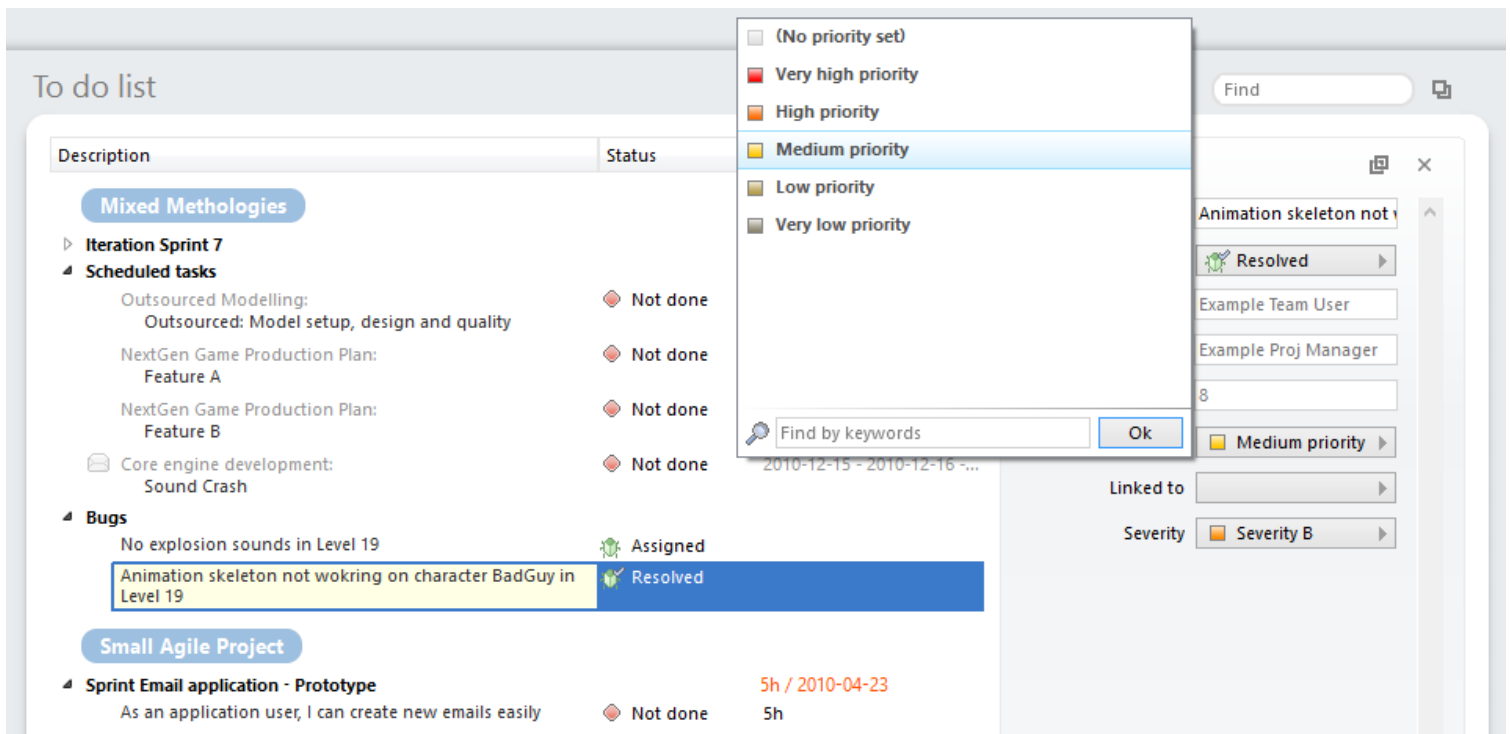 To do list
Find
(No priority set)
Very high priority
High priority
Medium priority
Low priority
Very low priority
Find by keywords
Ok
Description
Status
Mixed Methologies
Iteration Sprint 7
Scheduled tasks
Outsourced Modelling:
Outsourced: Model setup, design and quality
Not done
NextGen Game Production Plan:
Feature A
Not done
NextGen Game Production Plan:
Feature B
Not done
Core engine development:
Sound Crash
Not done
2010-12-15 - 2010-12-16 -...
Bugs
No explosion sounds in Level 19
Assigned
Animation skeleton not wokring on character BadGuy in
Level 19
Resolved
Small Agile Project
Sprint Email application - Prototype
5h / 2010-04-23
As an application user, I can create new emails easily
Not done
5h
Animation skeleton not
Resolved
Example Team User
Example Proj Manager
8
Medium priority
Linked to
Severity
Severity B